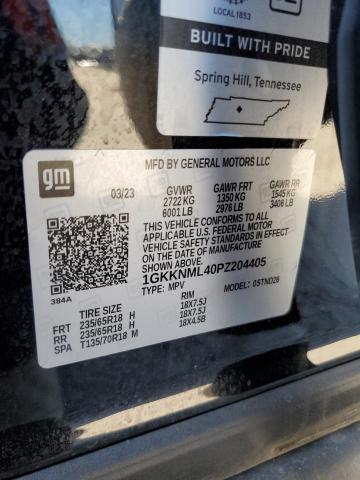 LOCAL 1853
BUILT WITH PRIDE
Spring Hill, Tennessee
gm
MFD BY GENERAL MOTORS LLC
03/23 GVWR GAWR FRT GAWR RR
2722 KG 1350 KG 1545 KG
6001 LB 2976 LB 3406 LB
THIS VEHICLE CONFORMS TO ALL
APPLICABLE U.S. FEDERAL MOTOR
VEHICLE SAFETY STANDARDS IN
EFFECT ON THE DATE OF
MANUFACTURE SHOWN ABOVE.
1GKKNML40PZ204405
TYPE: MPV MODEL: 05TND26
384A
TIRE SIZE RIM
FRT 235/65R18 H 18X7.5J
RR 235/65R18 H 18X7.5J
SPA T135/70R18 M 18X4.5B